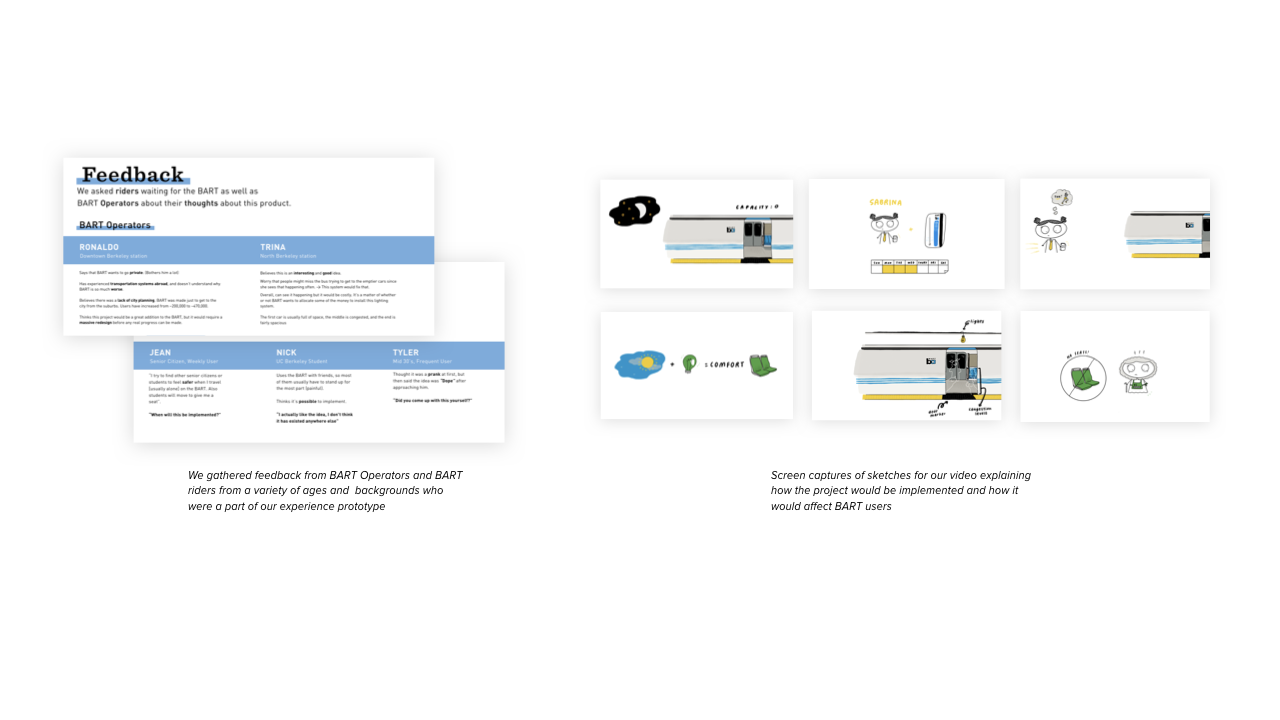 Feedback
We asked riders waiting for the BART as well as
BART Operators about their thoughts about this product.
BART Operators
RONALDO
Downtown Berkeley station
Says that BART wants to go private. (Bothers him a lot)
Has experienced transportation systems abroad, and doesn't understand why
BART is so much worse.
Believes there was a lack of city planning. BART was made just to get to the
city from the suburbs. Users have increased from
Thinks this project would be a great addition to the BART, but it would require a
massive redesign before any real progress can be made.
TRINA
North Berkeley station
Believes this is an interesting and good idea.
Worry that people might miss the bus trying to get to the emptier cars since
she sees that happening often. -> This system would fix that.
Overall, can see it happening but it would be costly. It's a matter of whether
or not BART wants to allocate some of the money to install this lighting
system.
The first car is usually full of space, the middle is congested, and the end is
fairly spacious.
JEAN
Senior Citizen, Weekly User
"I try to find other senior citizens or
students to feel safer when I travel
(usually alone) on the BART. Also
students will move to give me a
seat".
"When will this be implemented?"
NICK
UC Berkeley Student
Uses the BART with friends, so most
of them usually have to stand up for
the most part (painful).
Thinks it's possible to implement
"I actually like the idea, I don't think
it has existed anywhere else"
TYLER
Mid 20's, Frequent User
Thought it was a prank at first, but
then said the idea was "Dope" after
approaching him.
"Did you come up with this yourself?"
We gathered feedback from BART Operators and BART
riders from a variety of ages and backgrounds who
were a part of our experience prototype
CAPACITY: 0
ba
SABRINA
+
TUE MON TUE WED THURS FRI SAT
ba
+ = COMFORT
ba
lights
door
marker
congestion
levels
NO SEATS!
Screen captures of sketches for our video explaining
how the project would be implemented and how it
would affect BART users